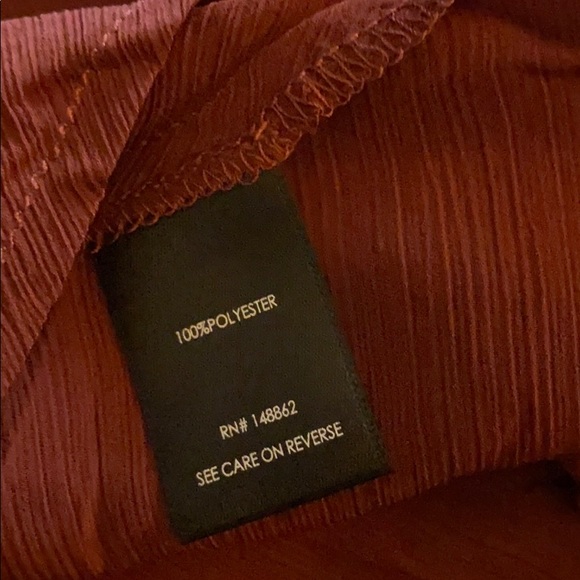 100%POLYESTER
RN# 148862
SEE CARE ON REVERSE